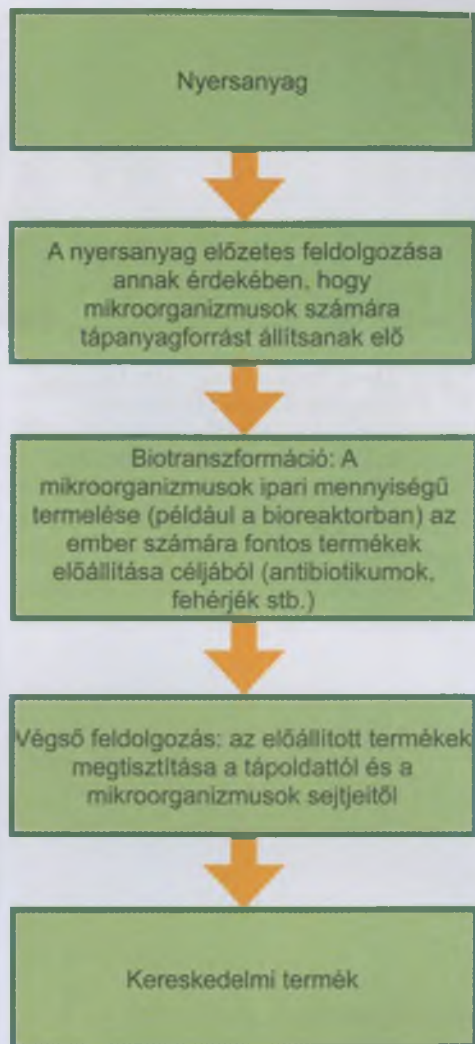 Nyersanyag
A nyersanyag előzetes feldolgozása
annak érdekében, hogy
mikroorganizmusok számára
tápanyagforrást állítsanak elő
Biotranszformáció: A
mikroorganizmusok ipari mennyiségű
termelése (például a bioreaktorban) az
ember számára fontos termékek
előállítása céljából (antibiotikumok,
fehérjék stb.)
Végső feldolgozás: az előállított termékek
megtisztítása a tápoldattól és a
mikroorganizmusok sejtjeitől
Kereskedelmi termék